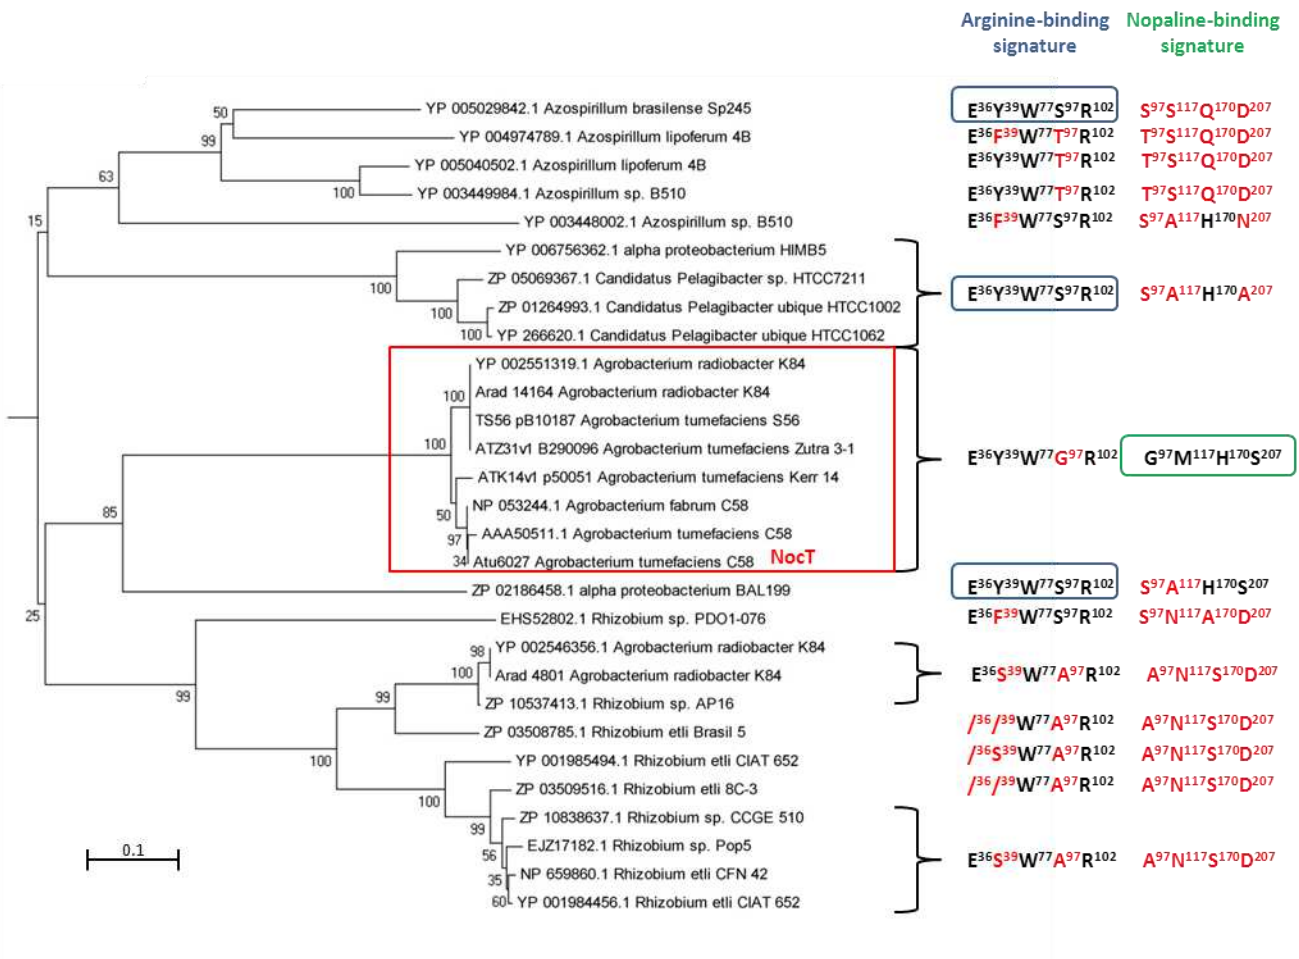 Arginine-binding signature
Nopaline-binding signature
50
YP 005029842.1 Azospirillum brasilense Sp245
E36Y39W77S97R102
S97S117Q170D207
99
YP 004974789.1 Azospirillum lipoferum 4B
E36F39W77T97R102
T97S117Q170D207
YP 005040502.1 Azospirillum lipoferum 4B
E36Y39W77T97R102
T97S117Q170D207
63
100
YP 003449984.1 Azospirillum sp. B510
E36Y39W77T97R102
T97S117Q170D207
15
YP 003448002.1 Azospirillum sp. B510
E36F39W77S97R102
S97A117H170N207
YP 006756362.1 alpha proteobacterium HIMB5
100
ZP 05069367.1 Candidatus Pelagibacter sp. HTCC7211
E36Y39W77S97R102
S97A117H170A207
100
ZP 01264993.1 Candidatus Pelagibacter ubique HTCC1002
100
YP 266620.1 Candidatus Pelagibacter ubique HTCC1062
YP 002551319.1 Agrobacterium radiobacter K84
100
Arad 14164 Agrobacterium radiobacter K84
TS56 pB10187 Agrobacterium tumefaciens S56
100
ATZ31v1 B290096 Agrobacterium tumefaciens Zutra 3-1
E36Y39W77G97R102
G97M117H170S207
ATK14v1 p50051 Agrobacterium tumefaciens Kerr 14
85
50
NP 053244.1 Agrobacterium fabrum C58
97
AAA50511.1 Agrobacterium tumefaciens C58
34
Atu6027 Agrobacterium tumefaciens C58
NocT
ZP 02186458.1 alpha proteobacterium BAL199
E36Y39W77S97R102
S97A117H170S207
25
EHS52802.1 Rhizobium sp. PDO1-076
E36F39W77S97R102
S97N117A170D207
98
YP 002546356.1 Agrobacterium radiobacter K84
100
Arad 4801 Agrobacterium radiobacter K84
E36S39W77A97R102
A97N117S170D207
99
99
ZP 10537413.1 Rhizobium sp. AP16
ZP 03508785.1 Rhizobium etli Brasil 5
/36/39W77A97R102
A97N117S170D207
100
YP 001985494.1 Rhizobium etli CIAT 652
/36S39W77A97R102
A97N117S170D207
100
ZP 03509516.1 Rhizobium etli 8C-3
/36/39W77A97R102
A97N117S170D207
99
ZP 10838637.1 Rhizobium sp. CCGE 510
56
EJZ17182.1 Rhizobium sp. Pop5
E36S39W77A97R102
A97N117S170D207
35
NP 659860.1 Rhizobium etli CFN 42
60
YP 001984456.1 Rhizobium etli CIAT 652
0.1